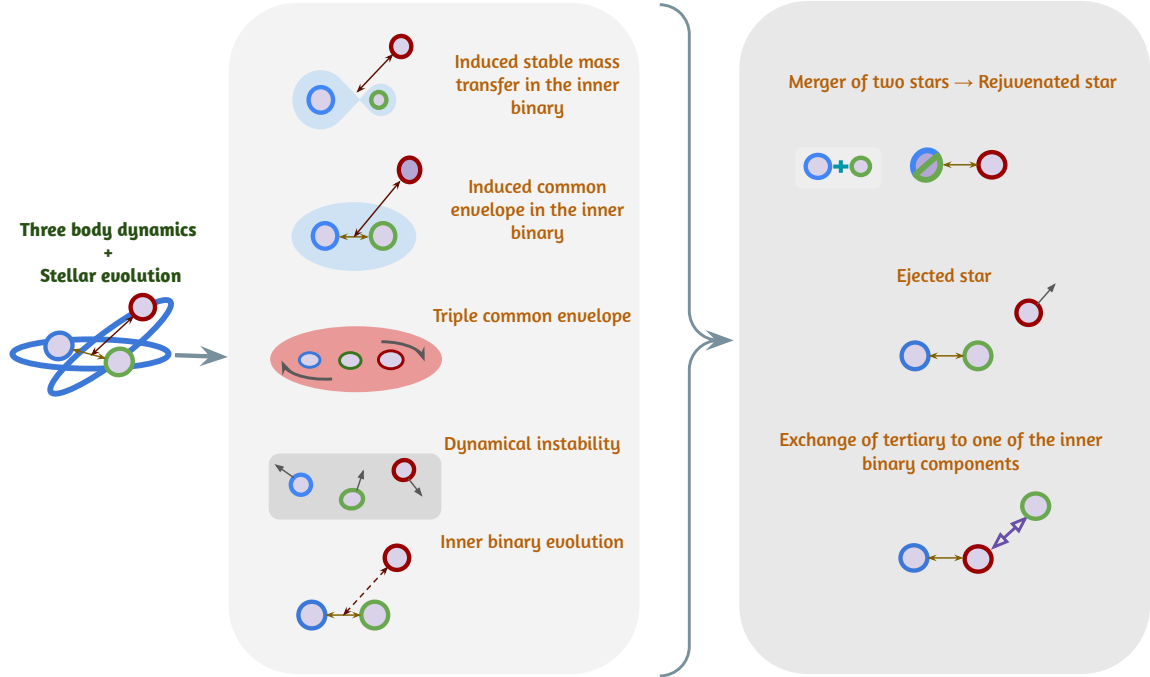 Three body dynamics
+
Stellar evolution
Induced stable mass
transfer in the inner
binary
Induced common
envelope in the inner
binary
Triple common envelope
Dynamical instability
Inner binary evolution
Merger of two stars → Rejuvenated star
+
Ejected star
Exchange of tertiary to one of the inner
binary components